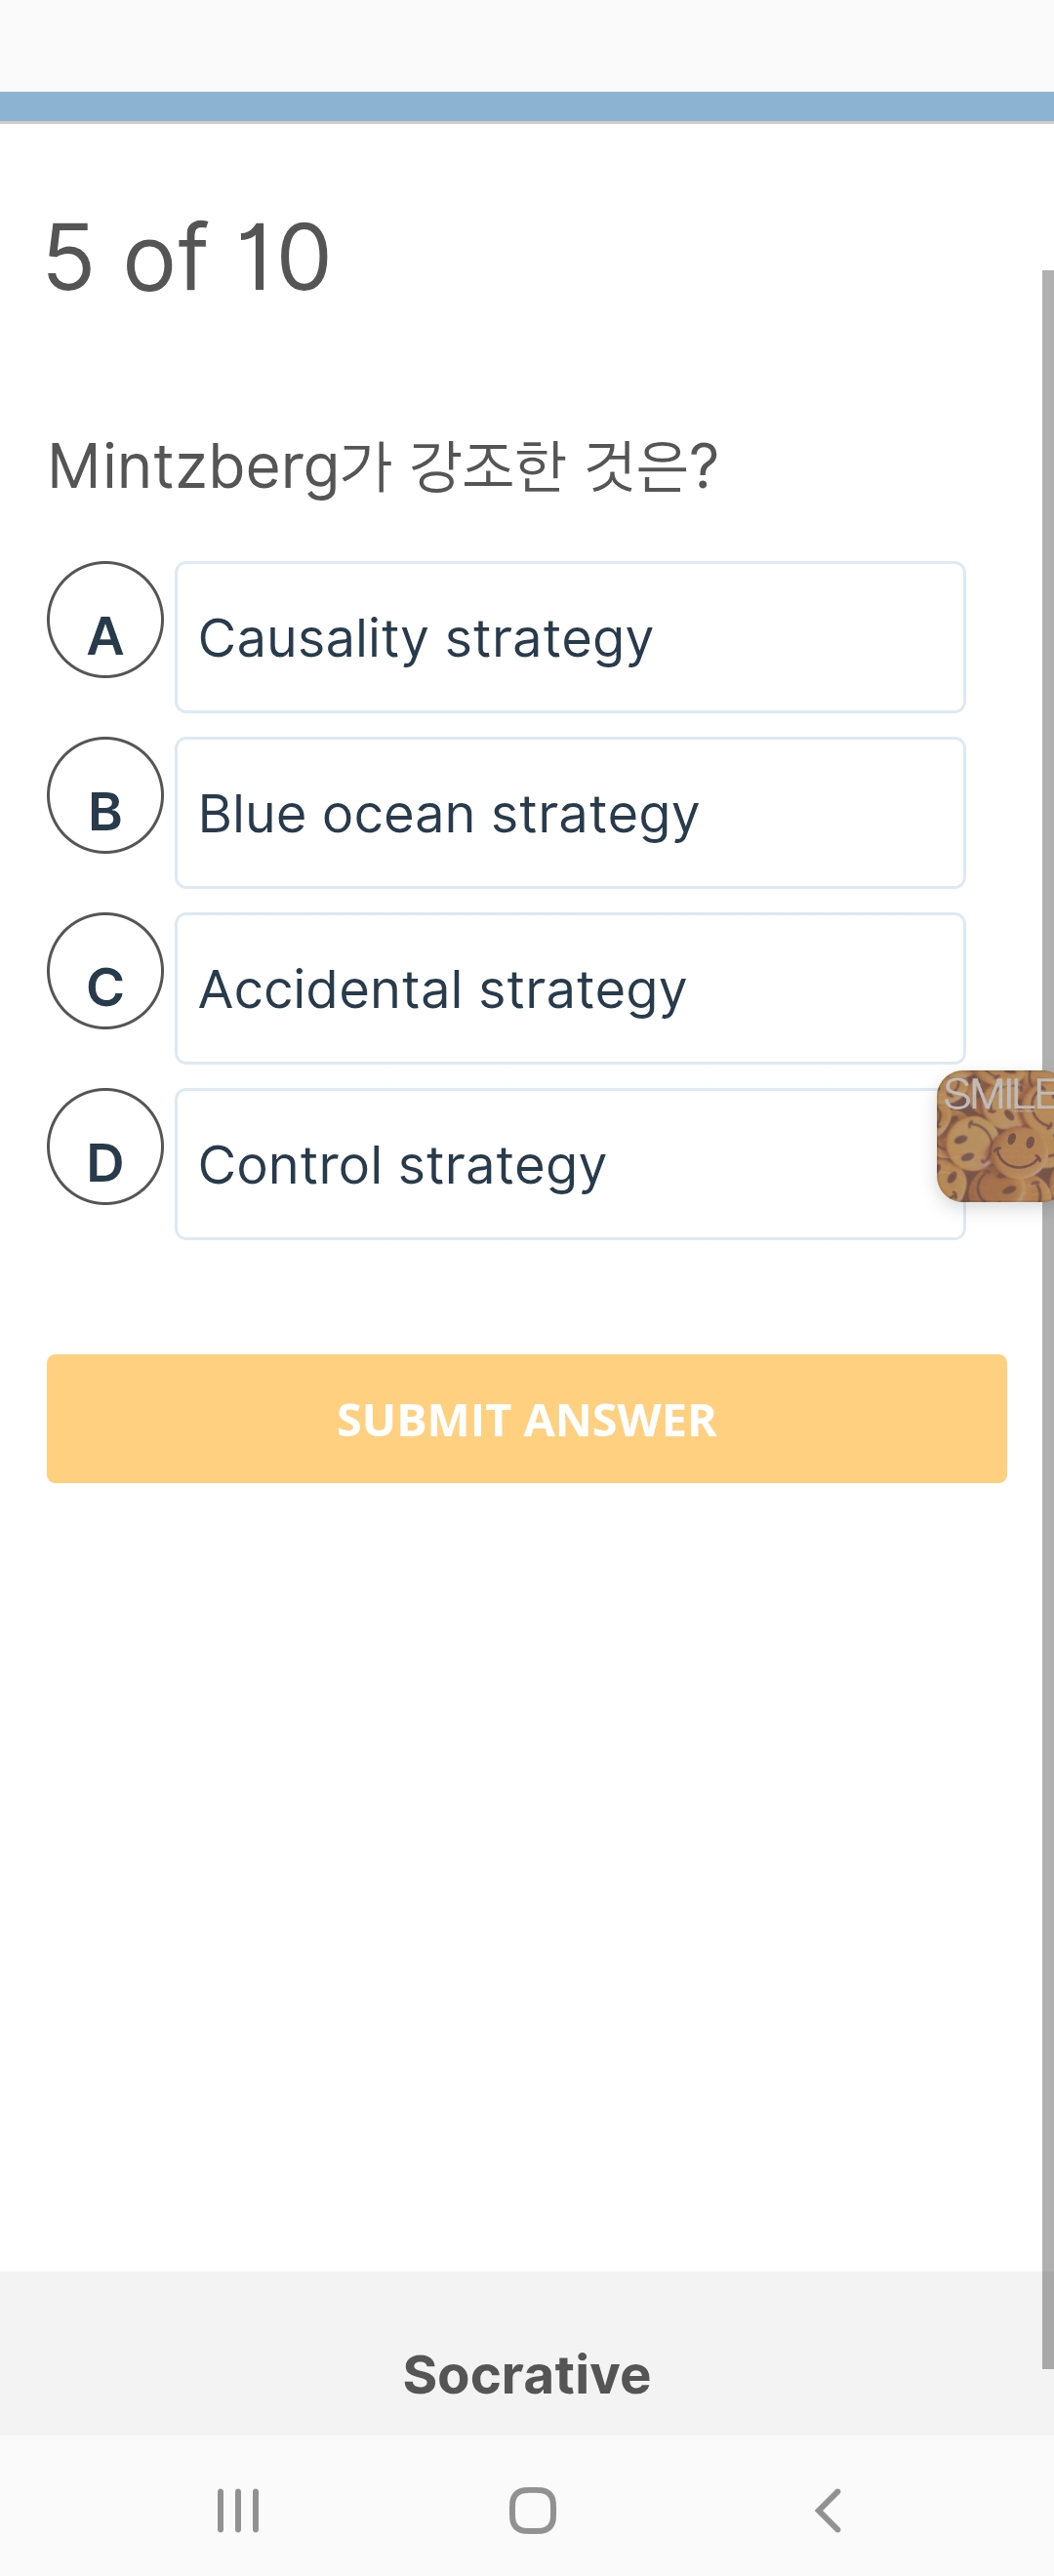 5 of 10
Mintzberg가 강조한 것은?
A Causality strategy
B Blue ocean strategy
C Accidental strategy
D Control strategy
SMILE
SUBMIT ANSWER
Socrative